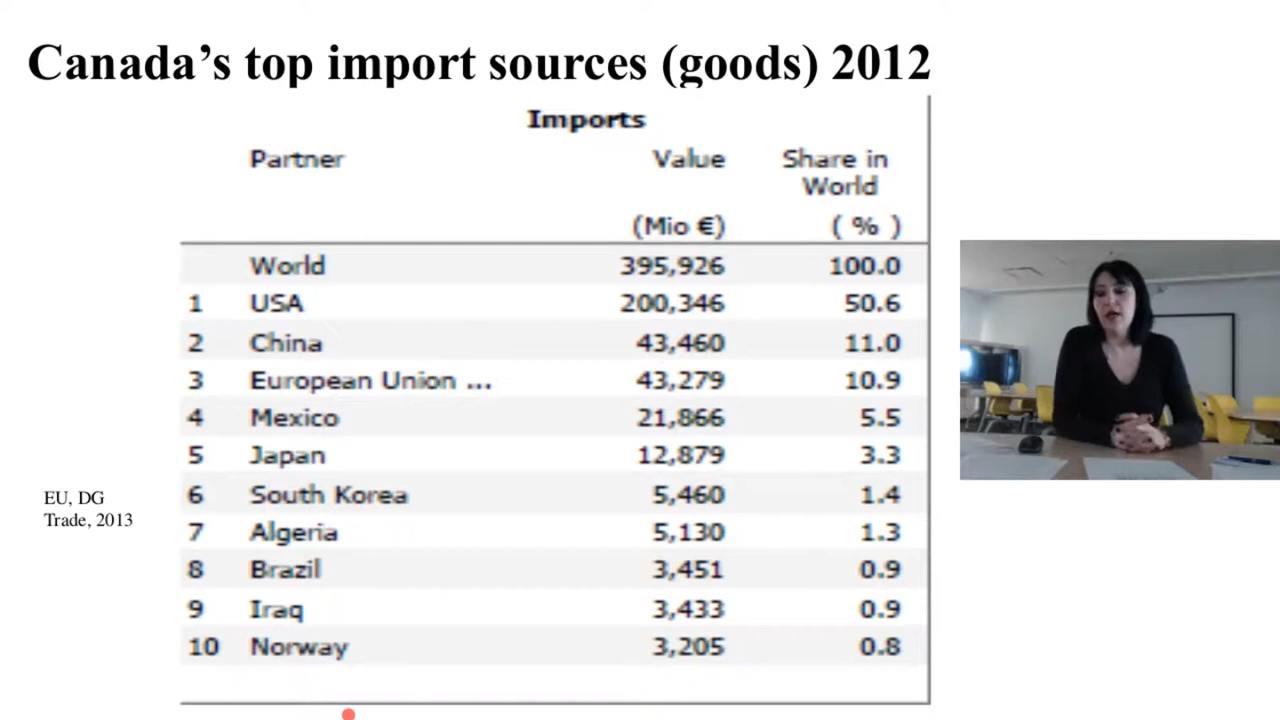 Canada’s top import sources (goods) 2012
Imports
Partner Value Share in
World
(Mio €) ( % )
World 395,926 100.0
1 USA 200,346 50.6
2 China 43,460 11.0
3 European Union ... 43,279 10.9
4 Mexico 21,866 5.5
5 Japan 12,879 3.3
6 South Korea 5,460 1.4
7 Algeria 5,130 1.3
8 Brazil 3,451 0.9
9 Iraq 3,433 0.9
10 Norway 3,205 0.8
EU, DG
Trade, 2013